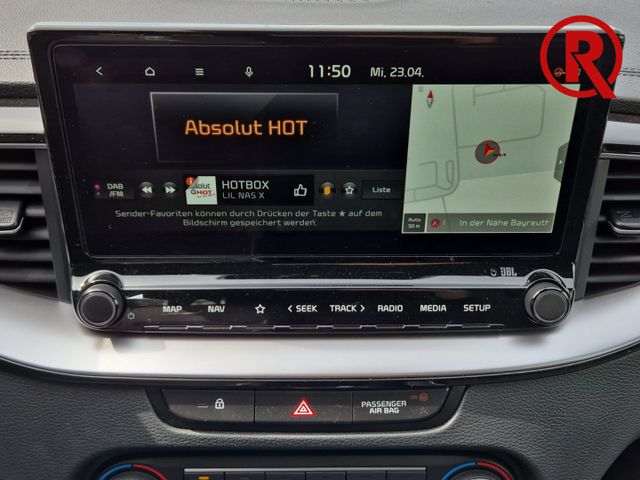 R
11:50 Mi, 23.04.
Absolut HOT
DAB
/FM
HOTBOX
LIL NAS X
Liste
Sender-Favoriten können durch Drücken der Taste ★ auf dem
Bildschirm gespeichert werden.
Auto
50 m
In der Nähe Bayreuth
JBL
MAP NAV ☆ < SEEK TRACK > RADIO MEDIA SETUP
PASSENGER
AIR BAG